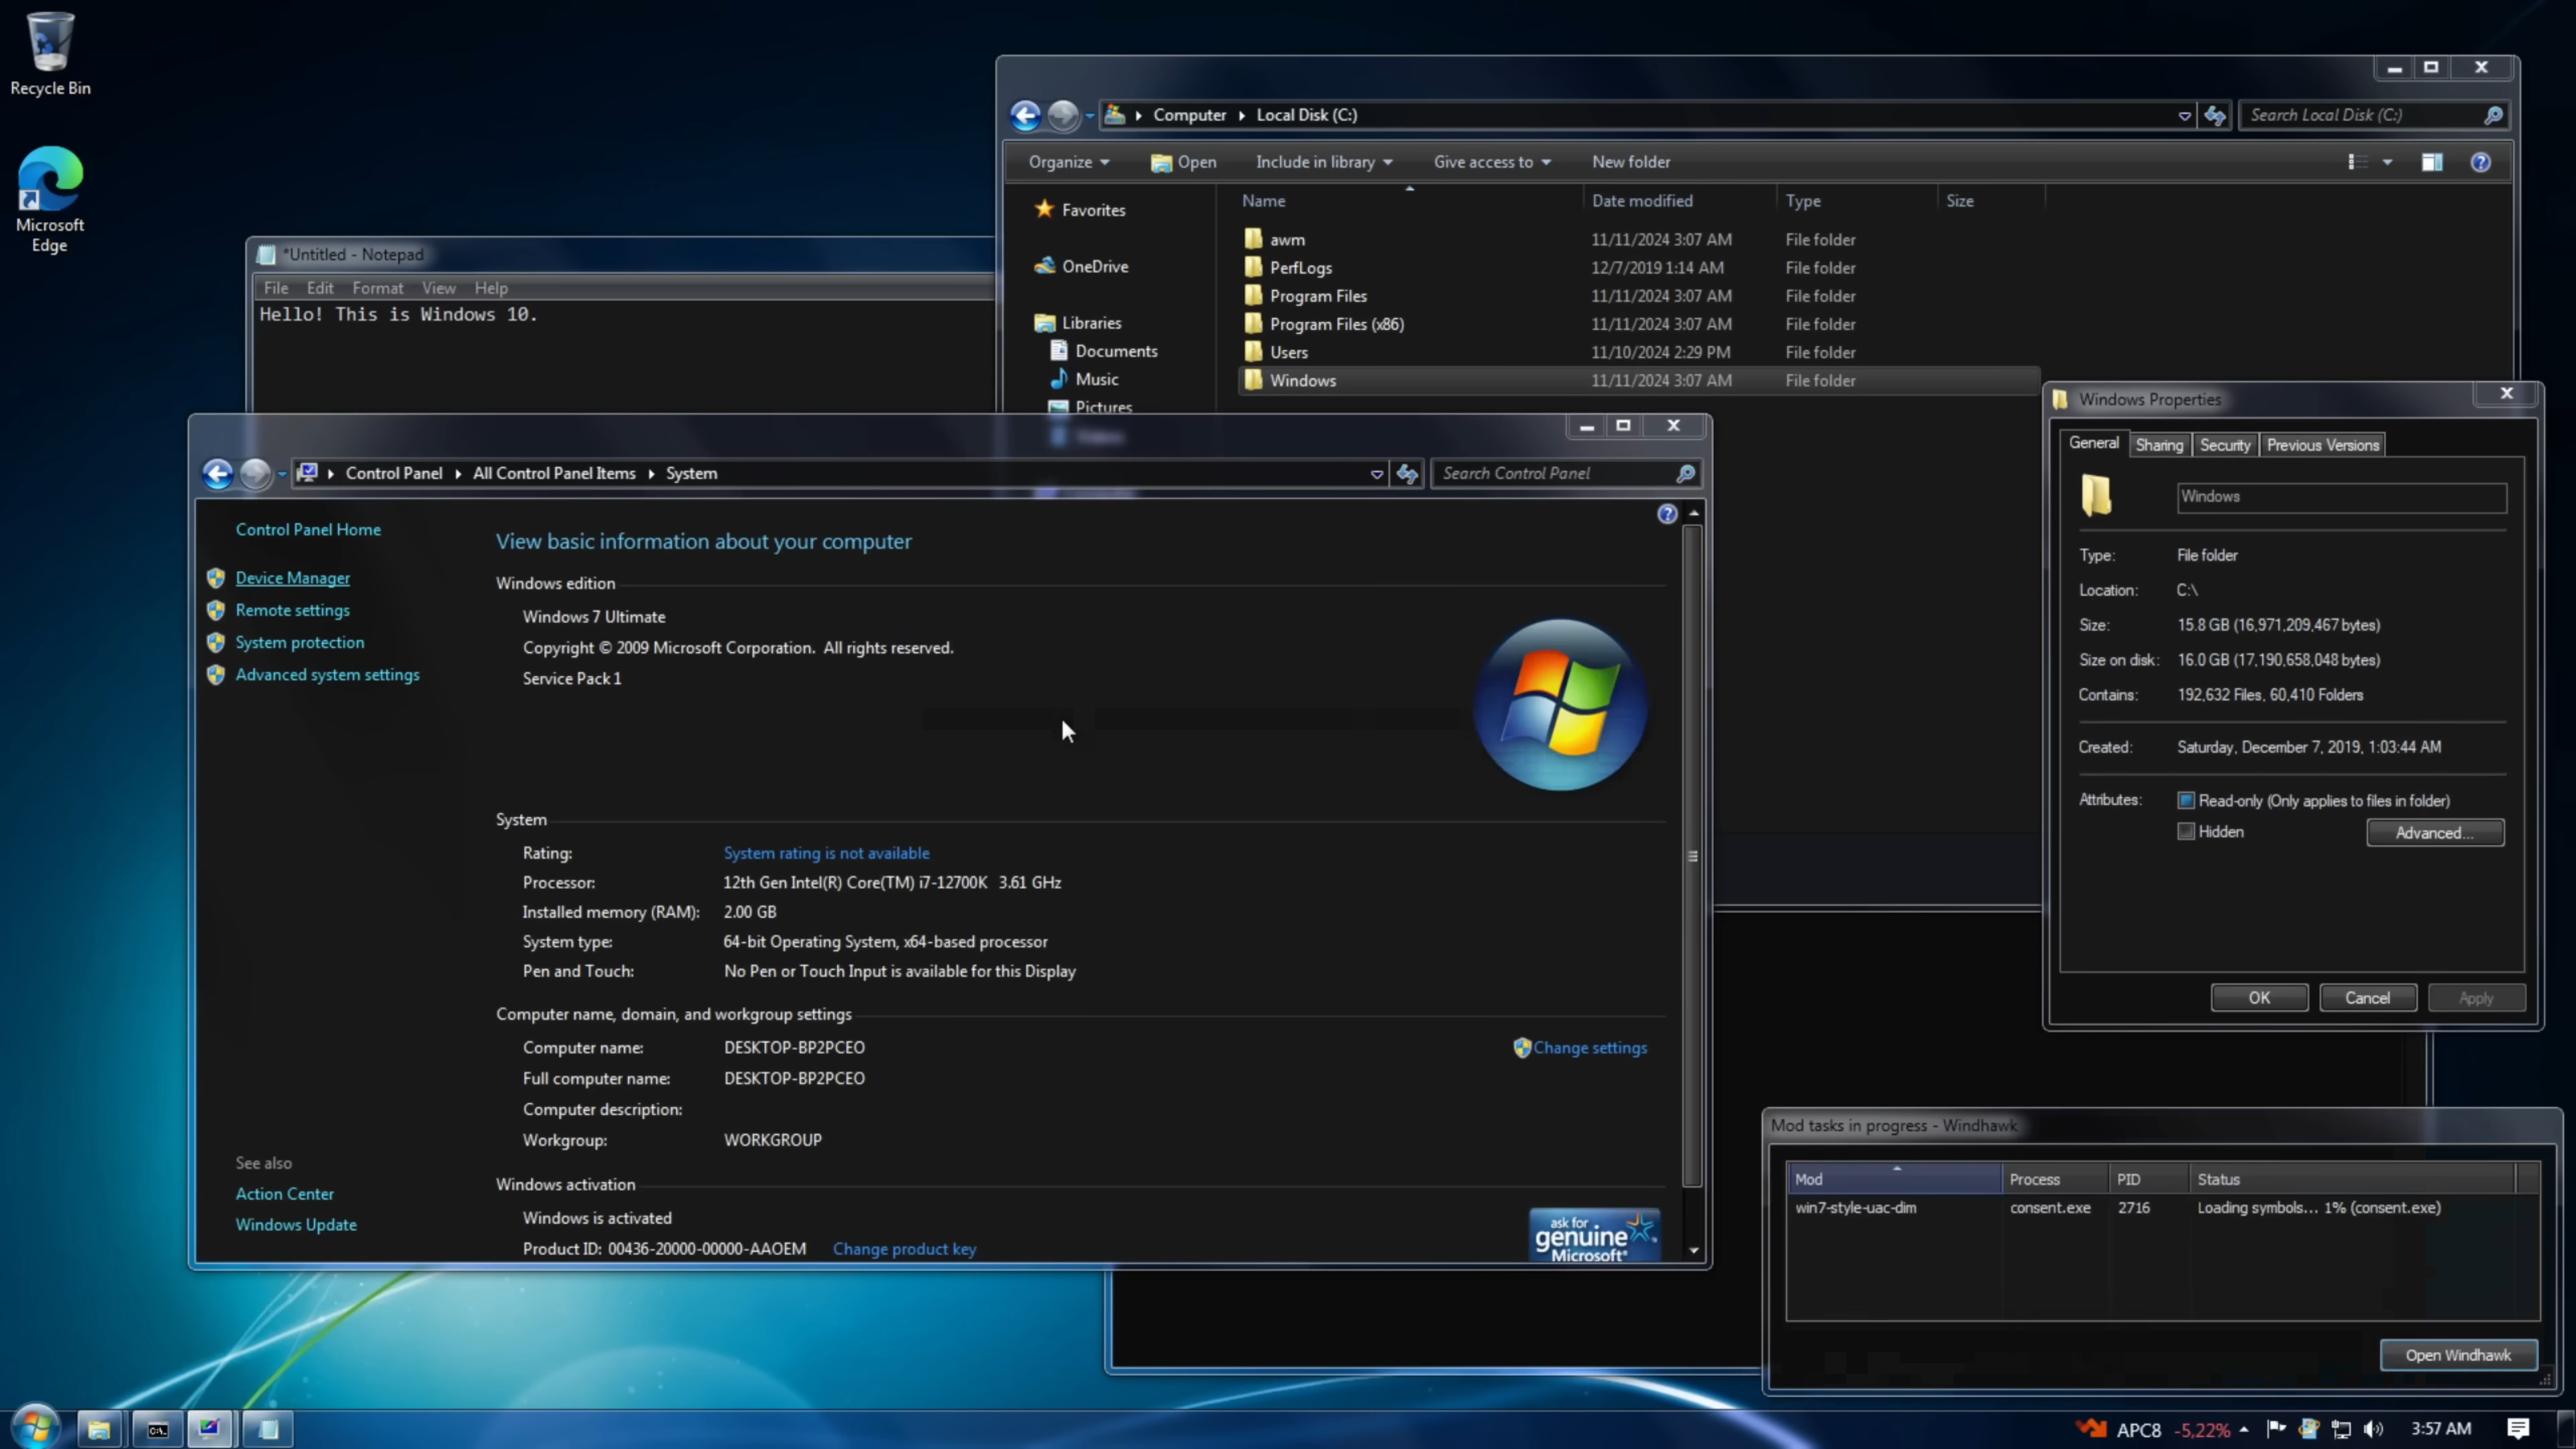 Recycle Bin
Microsoft
Edge
Computer Local Disk (C:)
Search Local Disk (C:)
Organize Open Include in library Give access to New folder
Name Date modified Type Size
Favorites
OneDrive
Libraries
Documents
Music
Pictures
Videos
awm 11/11/2024 3:07 AM File folder
PerfLogs 12/7/2019 1:14 AM File folder
Program Files 11/11/2024 3:07 AM File folder
Program Files (x86) 11/11/2024 3:07 AM File folder
Users 11/10/2024 2:29 PM File folder
Windows 11/11/2024 3:07 AM File folder
*Untitled - Notepad
File Edit Format View Help
Hello! This is Windows 10.
Control Panel All Control Panel Items System
Search Control Panel
Control Panel Home
Device Manager
Remote settings
System protection
Advanced system settings
See also
Action Center
Windows Update
View basic information about your computer
Windows edition
Windows 7 Ultimate
Copyright © 2009 Microsoft Corporation. All rights reserved.
Service Pack 1
System
Rating: System rating is not available
Processor: 12th Gen Intel(R) Core(TM) i7-12700K 3.61 GHz
Installed memory (RAM): 2.00 GB
System type: 64-bit Operating System, x64-based processor
Pen and Touch: No Pen or Touch Input is available for this Display
Computer name, domain, and workgroup settings
Computer name: DESKTOP-BP2PCEO
Change settings
Full computer name: DESKTOP-BP2PCEO
Computer description:
Workgroup: WORKGROUP
Windows activation
Windows is activated
Product ID: 00436-20000-00000-AAOEM Change product key
ask for
genuine
Microsoft®
Windows Properties
General Sharing Security Previous Versions
Windows
Type: File folder
Location: C:\
Size: 15.8 GB (16,971,209,467 bytes)
Size on disk: 16.0 GB (17,190,658,048 bytes)
Contains: 192,632 Files, 60,410 Folders
Created: Saturday, December 7, 2019, 1:03:44 AM
Attributes: Read-only (Only applies to files in folder)
Hidden
Advanced...
OK Cancel Apply
Mod tasks in progress - Windhawk
Mod Process PID Status
win7-style-uac-dim consent.exe 2716 Loading symbols... 1% (consent.exe)
Open Windhawk
C:\.
APC8 -5,22% 3:57 AM